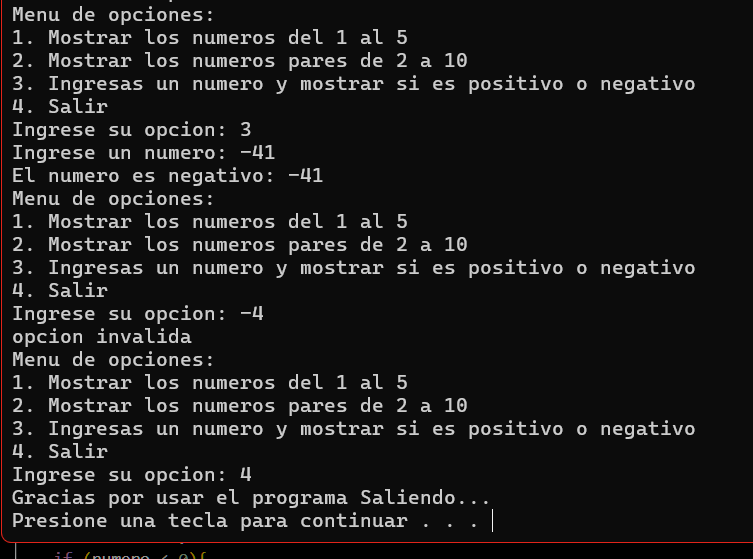 Menu de opciones:
1. Mostrar los numeros del 1 al 5
2. Mostrar los numeros pares de 2 a 10
3. Ingresas un numero y mostrar si es positivo o negativo
4. Salir
Ingrese su opcion: 3
Ingrese un numero: -41
El numero es negativo: -41
Menu de opciones:
1. Mostrar los numeros del 1 al 5
2. Mostrar los numeros pares de 2 a 10
3. Ingresas un numero y mostrar si es positivo o negativo
4. Salir
Ingrese su opcion: -4
opcion invalida
Menu de opciones:
1. Mostrar los numeros del 1 al 5
2. Mostrar los numeros pares de 2 a 10
3. Ingresas un numero y mostrar si es positivo o negativo
4. Salir
Ingrese su opcion: 4
Gracias por usar el programa Saliendo...
Presione una tecla para continuar . . .
if (numero < 0){